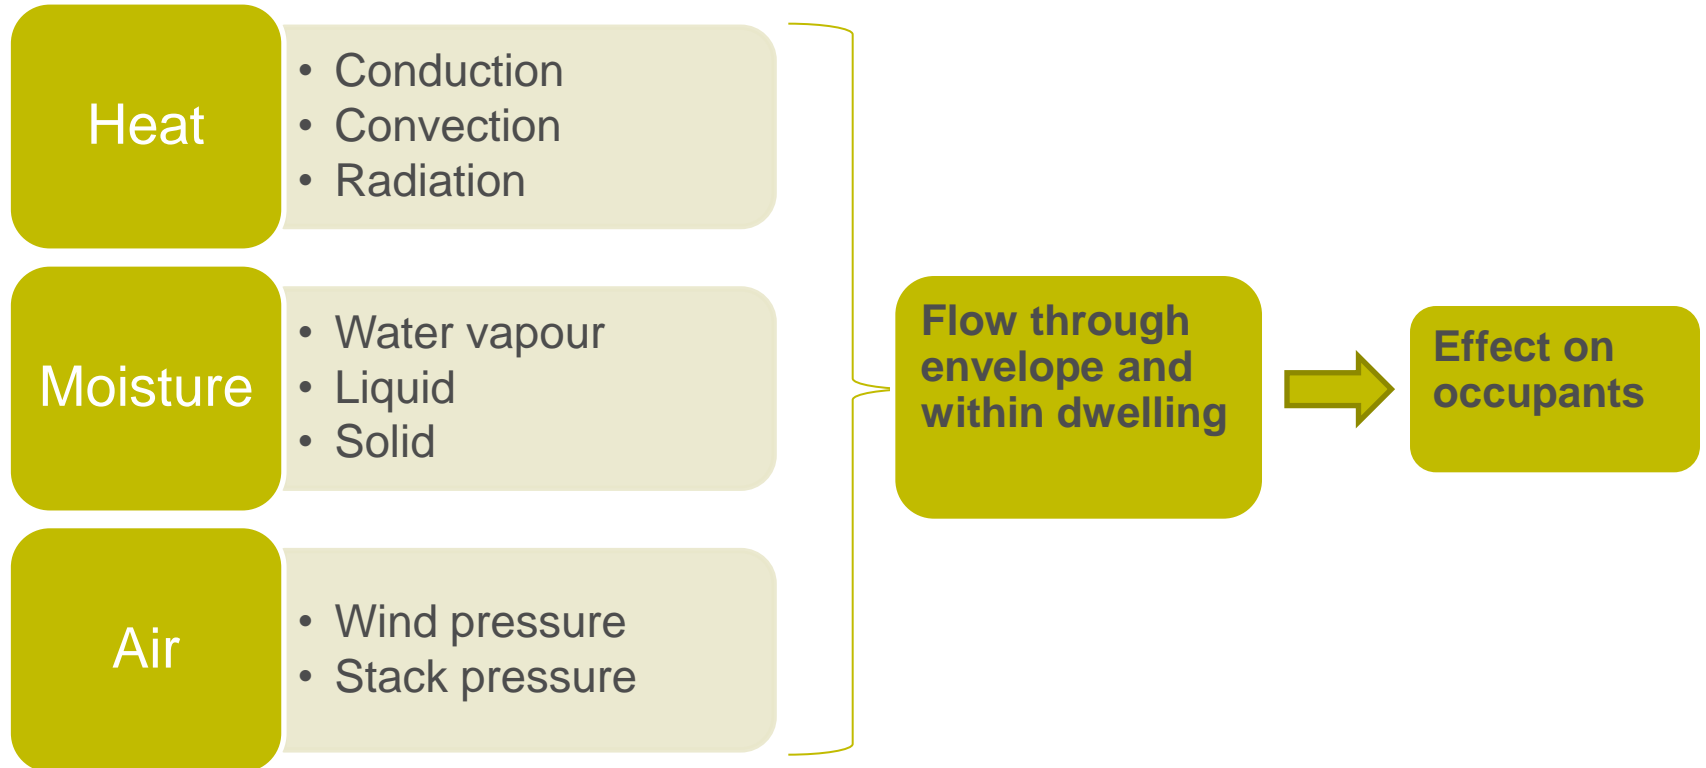 Heat
• Conduction
• Convection
• Radiation
Moisture
• Water vapour
• Liquid
• Solid
Air
• Wind pressure
• Stack pressure
Flow through
envelope and
within dwelling
Effect on
occupants